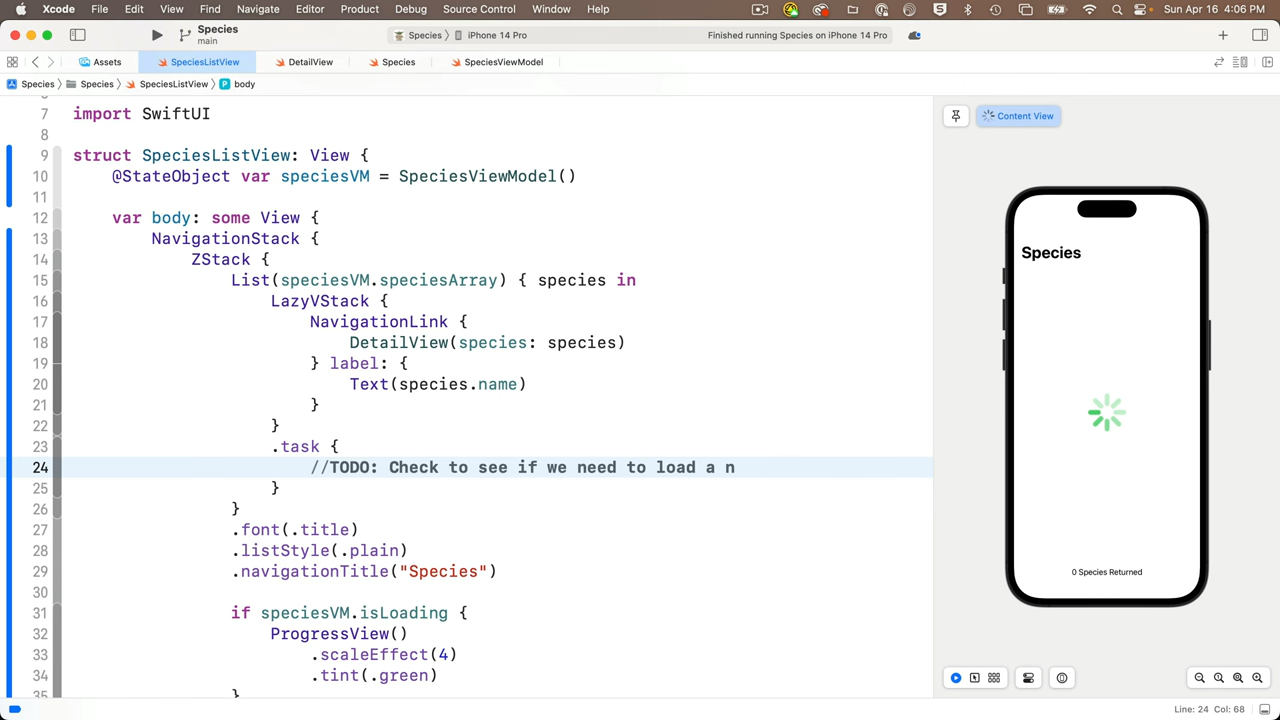 Xcode File Edit View Find Navigate Editor Product Debug Source Control Window Help Sun Apr 16 4:06 PM
Species
main
Species iPhone 14 Pro
Finished running Species on iPhone 14 Pro
Assets SpeciesListView DetailView Species SpeciesViewModel
Species Species SpeciesListView P body
7 import SwiftUI
8
9 struct SpeciesListView: View {
10 @StateObject var speciesVM = SpeciesViewModel()
11
12 var body: some View {
13 NavigationStack {
14 ZStack {
15 List(speciesVM.speciesArray) { species in
16 LazyVStack {
17 NavigationLink {
18 DetailView(species: species)
19 } label: {
20 Text(species.name)
21 }
22 }
23 .task {
24 //TODO: Check to see if we need to load a n
25 }
26 }
27 .font(.title)
28 .listStyle(.plain)
29 .navigationTitle("Species")
30
31 if speciesVM.isLoading {
32 ProgressView()
33 .scaleEffect(4)
34 .tint(.green)
35 }
Content View
Species
0 Species Returned
Line: 24 Col: 68